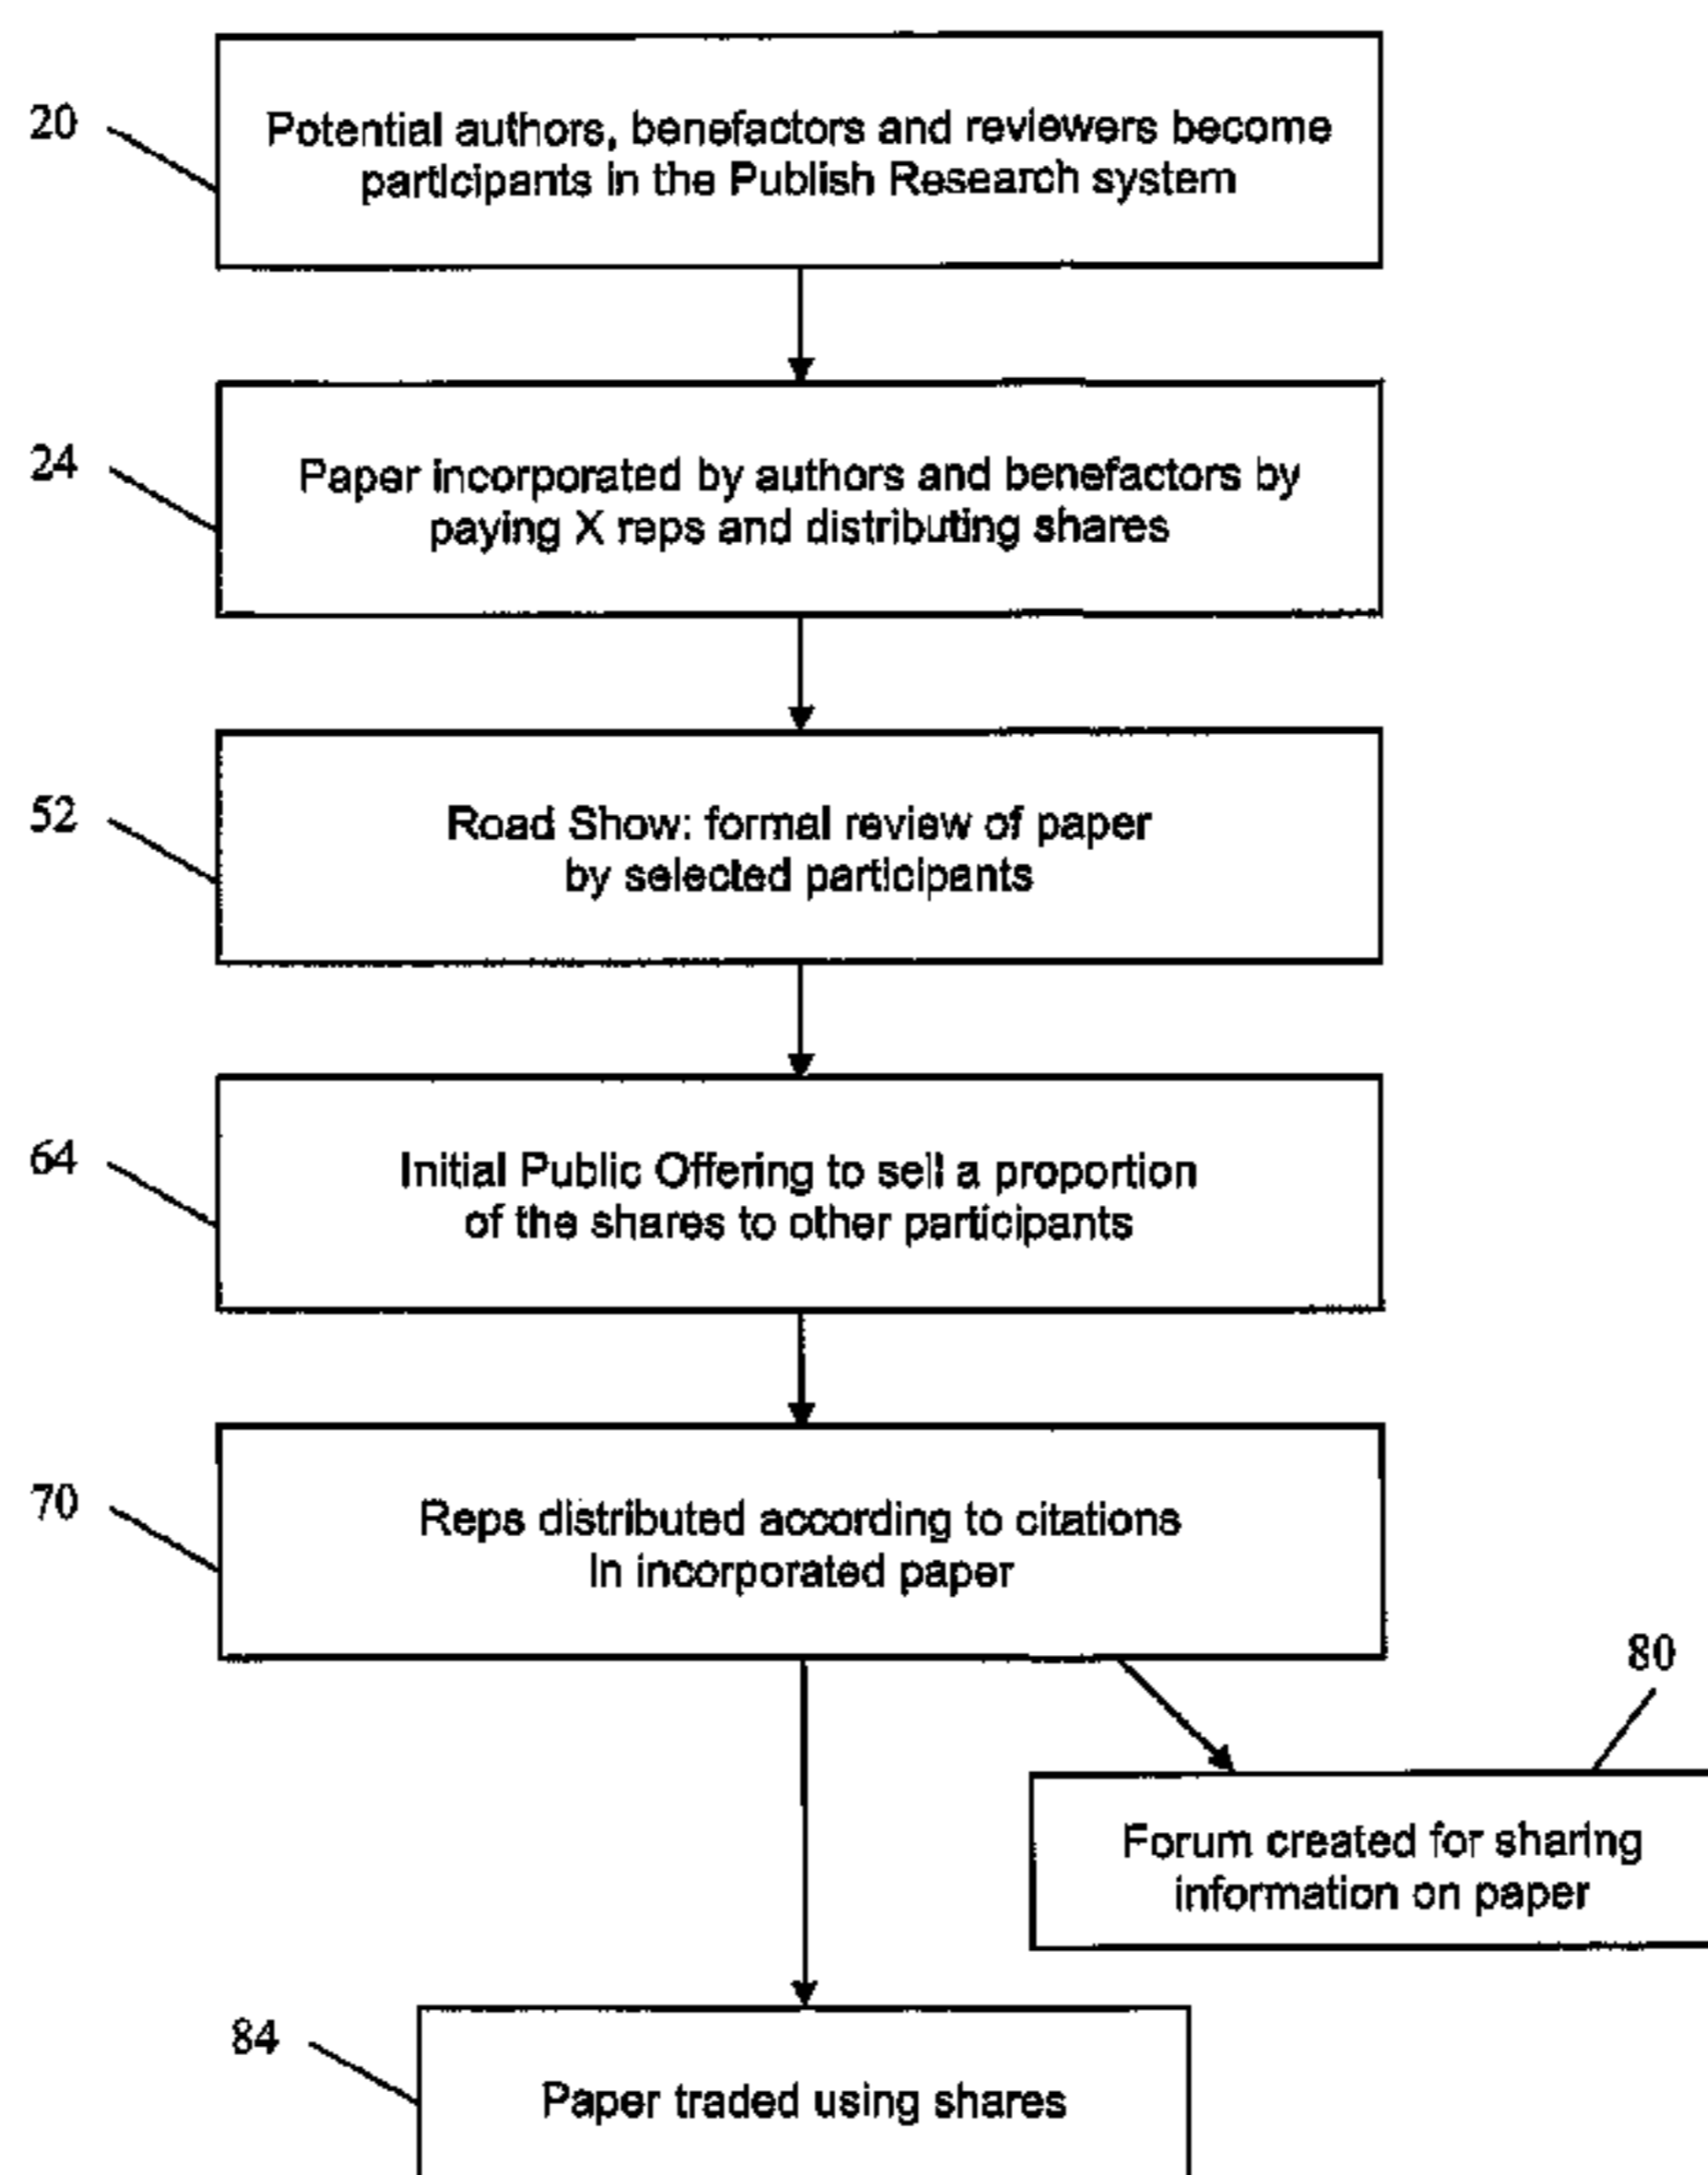 20
Potential authors, benefactors and reviewers become
participants in the Publish Research system
24
Paper incorporated by authors and benefactors by
paying X reps and distributing shares
52
Road Show: formal review of paper
by selected participants
64
Initial Public Offering to sell a proportion
of the shares to other participants
70
Reps distributed according to citations
In incorporated paper
80
Forum created for sharing
information on paper
84
Paper traded using shares